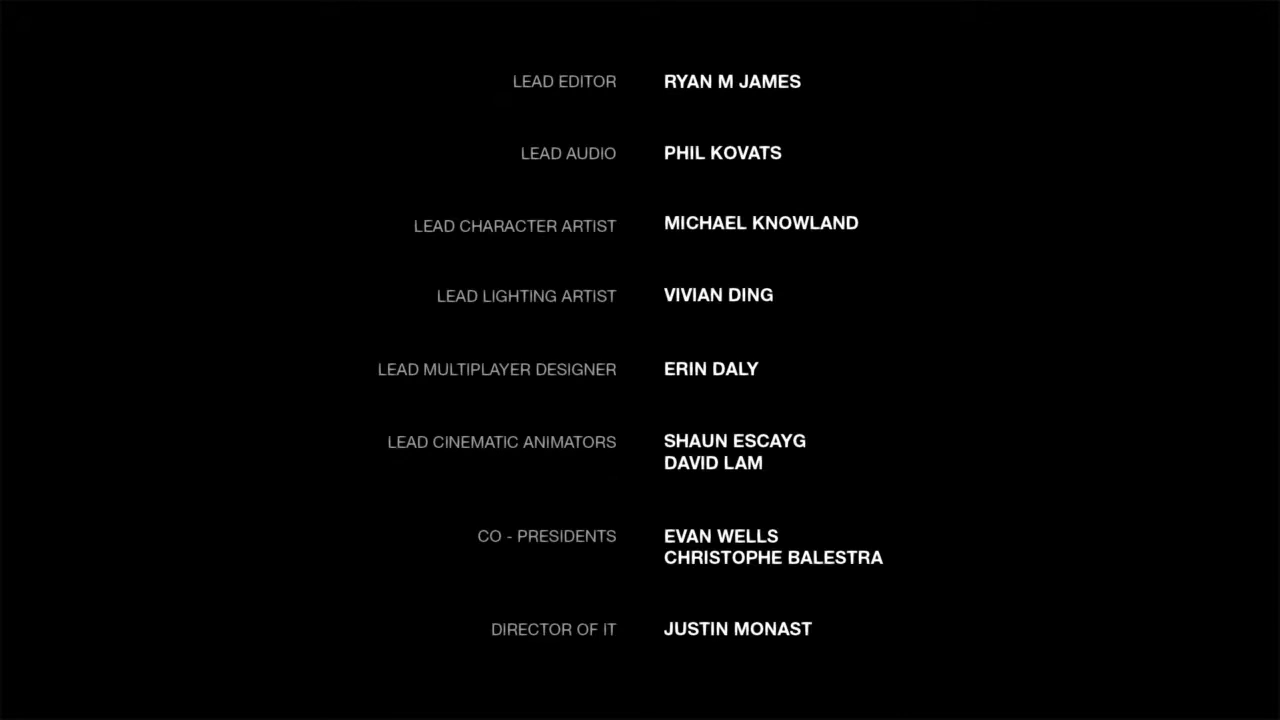 LEAD EDITOR RYAN M JAMES
LEAD AUDIO PHIL KOVATS
LEAD CHARACTER ARTIST MICHAEL KNOWLAND
LEAD LIGHTING ARTIST VIVIAN DING
LEAD MULTIPLAYER DESIGNER ERIN DALY
LEAD CINEMATIC ANIMATORS SHAUN ESCAYG
DAVID LAM
CO - PRESIDENTS EVAN WELLS
CHRISTOPHE BALESTRA
DIRECTOR OF IT JUSTIN MONAST